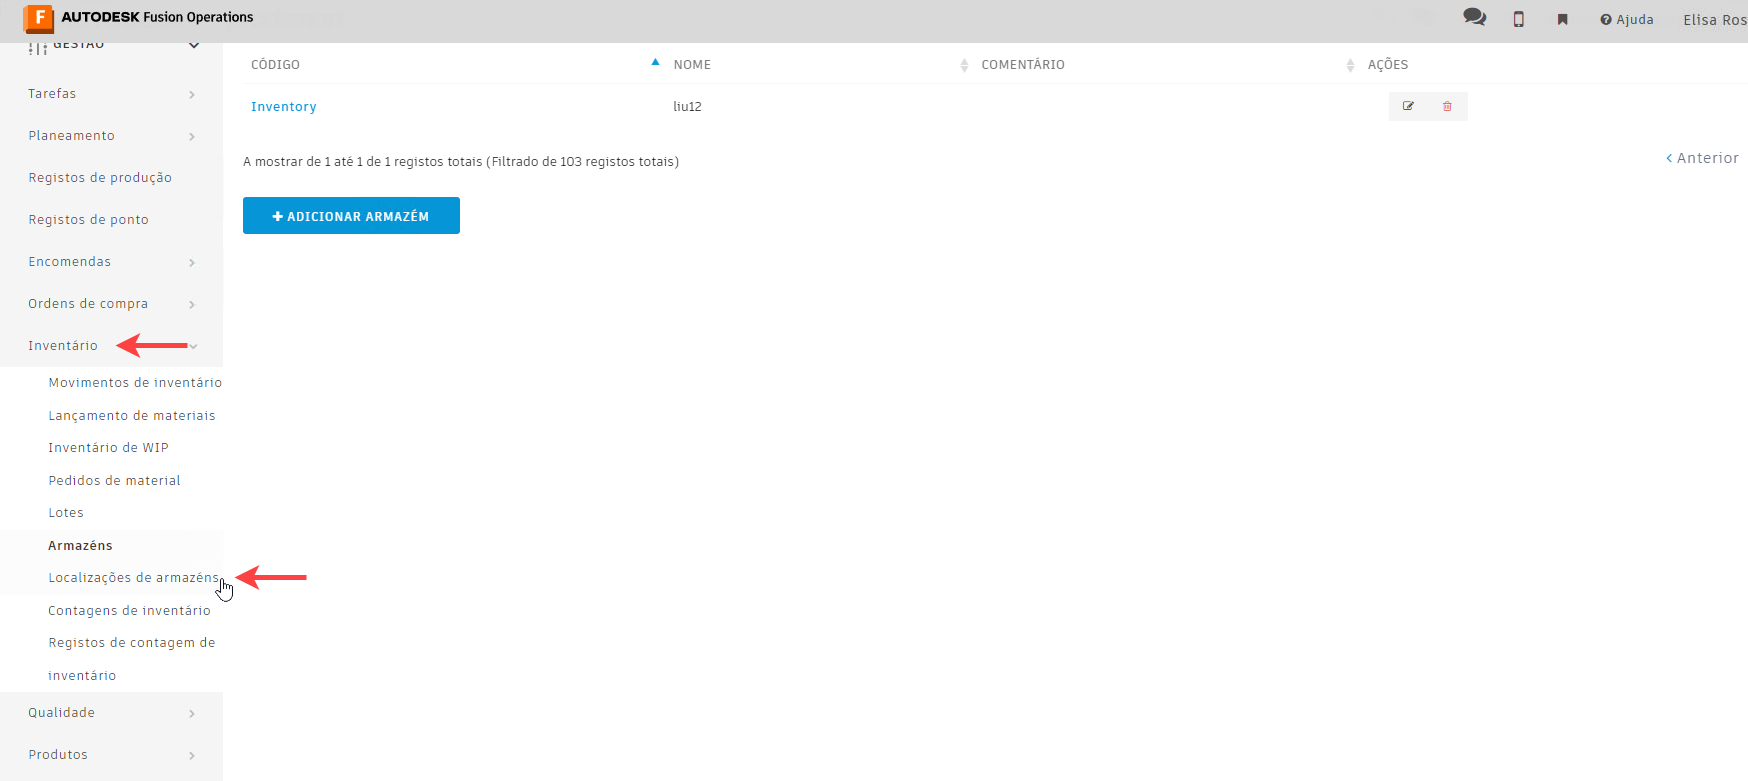 F AUTODESK Fusion Operations
Ajuda
Elisa Ros
GESTÃO
Tarefas
Planeamento
Registos de produção
Registos de ponto
Encomendas
Ordens de compra
Inventário
Movimentos de inventário
Lançamento de materiais
Inventário de WIP
Pedidos de material
Lotes
Armazéns
Localizações de armazéns
Contagens de inventário
Registos de contagem de
inventário
Qualidade
Produtos
CÓDIGO NOME COMENTÁRIO AÇÕES
Inventory liu12
A mostrar de 1 até 1 de 1 registos totais (Filtrado de 103 registos totais)
Anterior
ADICIONAR ARMAZÉM